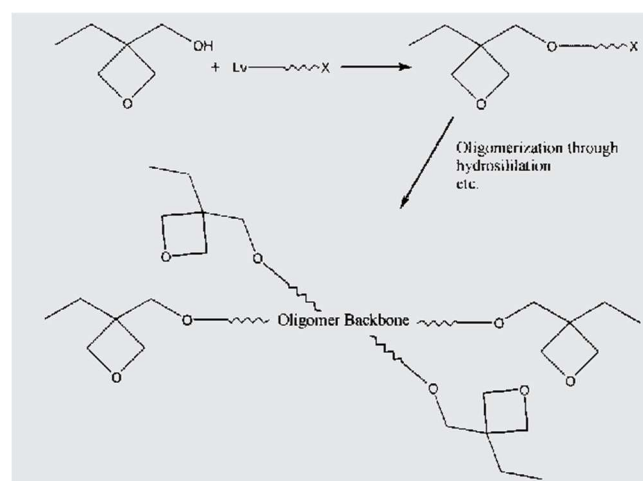 OH
+ Lv X
O
O X
O
Oligomerization through
hydrosililation
etc.
O
O
O Oligomer Backbone O
O
O
O
O